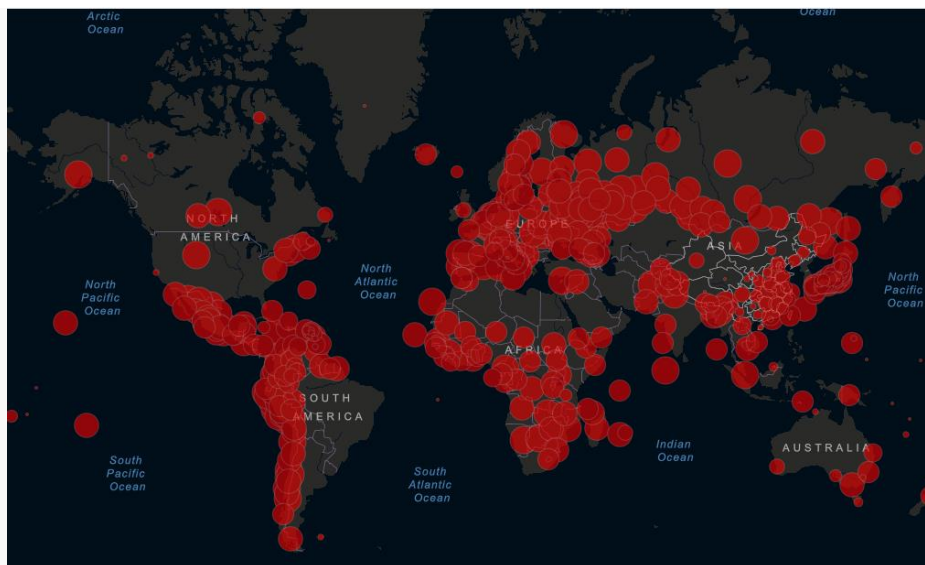 Arctic
Ocean
Ocean
NORTH
AMERICA
EUROPE
ASIA
North
Pacific
Ocean
North
Atlantic
Ocean
North
Pacific
Ocean
AFRICA
SOUTH
AMERICA
South
Pacific
Ocean
South
Atlantic
Ocean
Indian
Ocean
AUSTRALIA